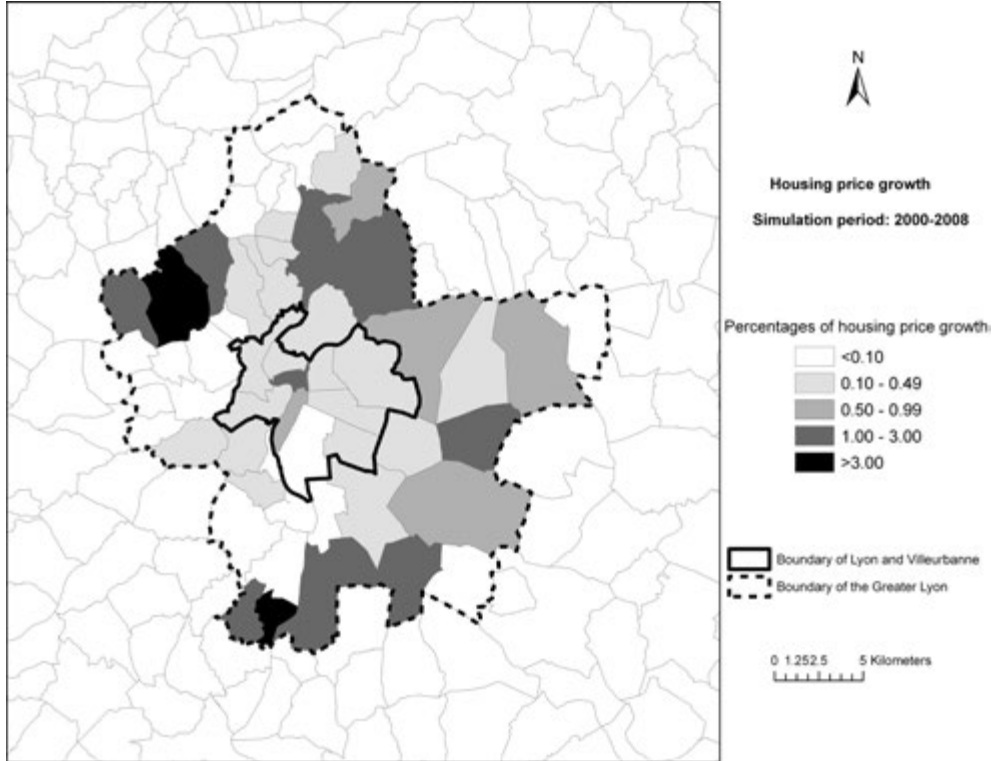 N
Housing price growth
Simulation period: 2000-2008
Percentages of housing price growth
<0.10
0.10 - 0.49
0.50 - 0.99
1.00 - 3.00
>3.00
Boundary of Lyon and Villeurbanne
Boundary of the Greater Lyon
0 1.252.5 5 Kilometers